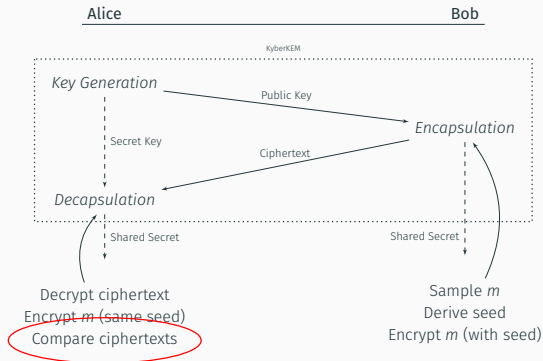 Alice
Bob
KyberKEM
Key Generation
Public Key
Encapsulation
Secret Key
Ciphertext
Decapsulation
Shared Secret
Shared Secret
Decrypt ciphertext
Encrypt m (same seed)
Compare ciphertexts
Sample m
Derive seed
Encrypt m (with seed)